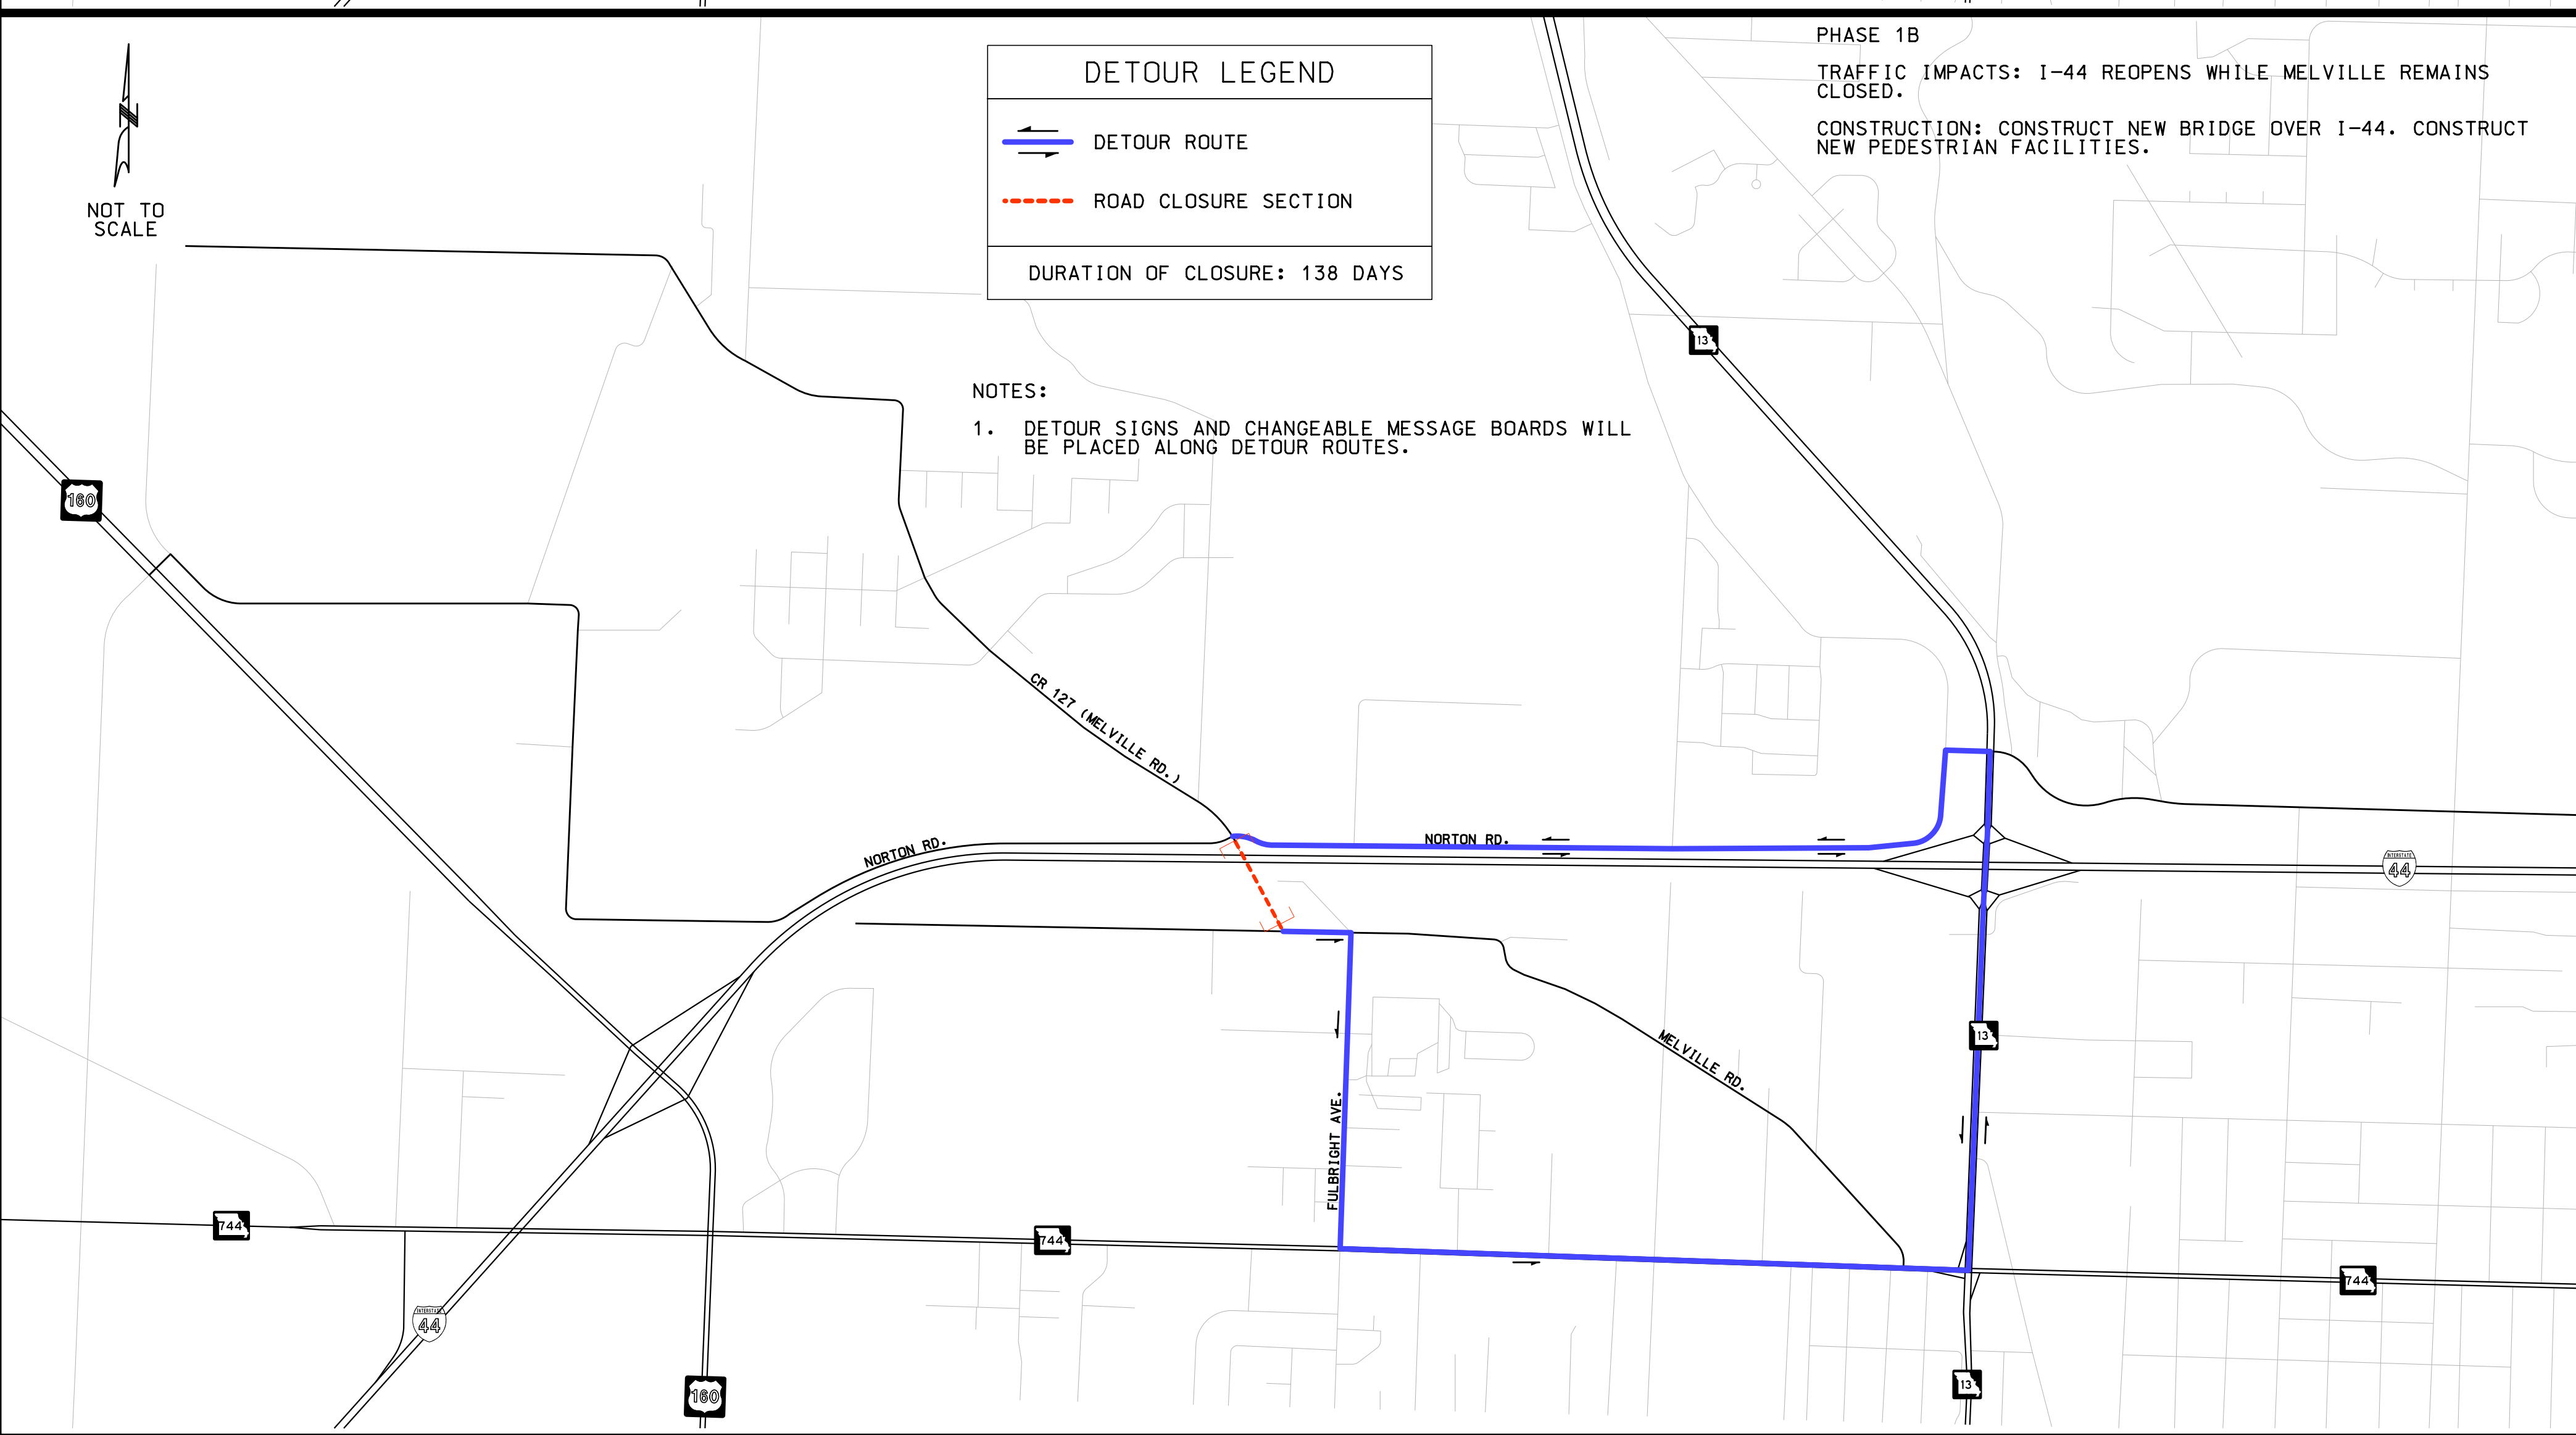 PHASE 1B
TRAFFIC IMPACTS: I-44 REOPENS WHILE MELVILLE REMAINS
CLOSED.
CONSTRUCTION: CONSTRUCT NEW BRIDGE OVER I-44. CONSTRUCT
NEW PEDESTRIAN FACILITIES.
DETOUR LEGEND
DETOUR ROUTE
ROAD CLOSURE SECTION
DURATION OF CLOSURE: 138 DAYS
N
NOT TO
SCALE
13
NOTES:
1. DETOUR SIGNS AND CHANGEABLE MESSAGE BOARDS WILL
BE PLACED ALONG DETOUR ROUTES.
160
CR 127 (MELVILLE RD.)
NORTON RD.
NORTON RD.
INTERSTATE
44
13
MELVILLE RD.
FULBRIGHT AVE.
744
744
744
INTERSTATE
44
160
13